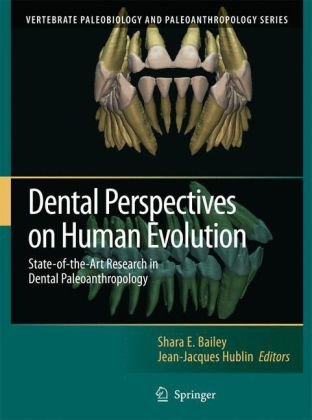 VERTEBRATE PALEOBIOLOGY AND PALEOANTHROPOLOGY SERIES
Dental Perspectives
on Human Evolution
State-of-the-Art Research in
Dental Paleoanthropology
Shara E. Bailey
Jean-Jacques Hublin Editors
Springer